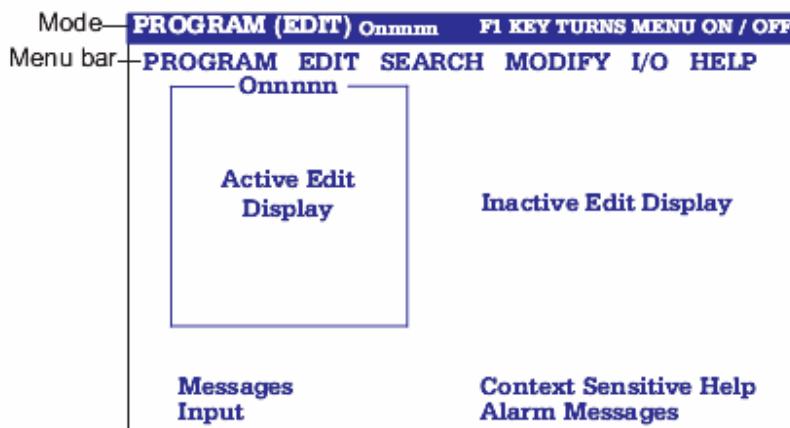 Mode
PROGRAM (EDIT) Onnnnn F1 KEY TURNS MENU ON / OFF
Menu bar
PROGRAM EDIT SEARCH MODIFY I/O HELP
Onnnnn
Active Edit
Display
Inactive Edit Display
Messages
Input
Context Sensitive Help
Alarm Messages